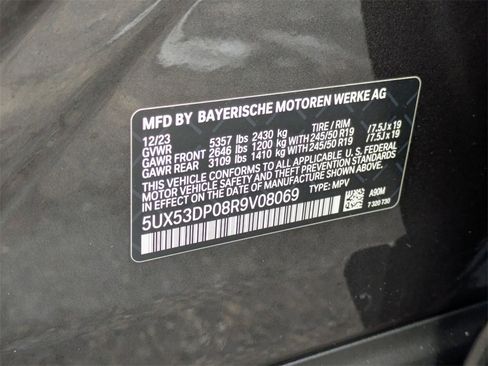 MFD BY BAYERISCHE MOTOREN WERKE AG
12/23 TIRE / RIM
GVWR 5357 lbs 2430 kg
GAWR FRONT 2646 lbs 1200 KG WITH 245/50 R19 / 7.5J x 19
GAWR REAR 3109 lbs 1410 KG WITH 245/50 R19 / 7.5J x 19
THIS VEHICLE CONFORMS TO ALL APPLICABLE U.S. FEDERAL
MOTOR VEHICLE SAFETY AND THEFT PREVENTION STANDARDS
IN EFFECT ON THE DATE OF MANUFACTURE SHOWN ABOVE.
5UX53DP08R9V08069 TYPE: MPV
A90M
7 320 730